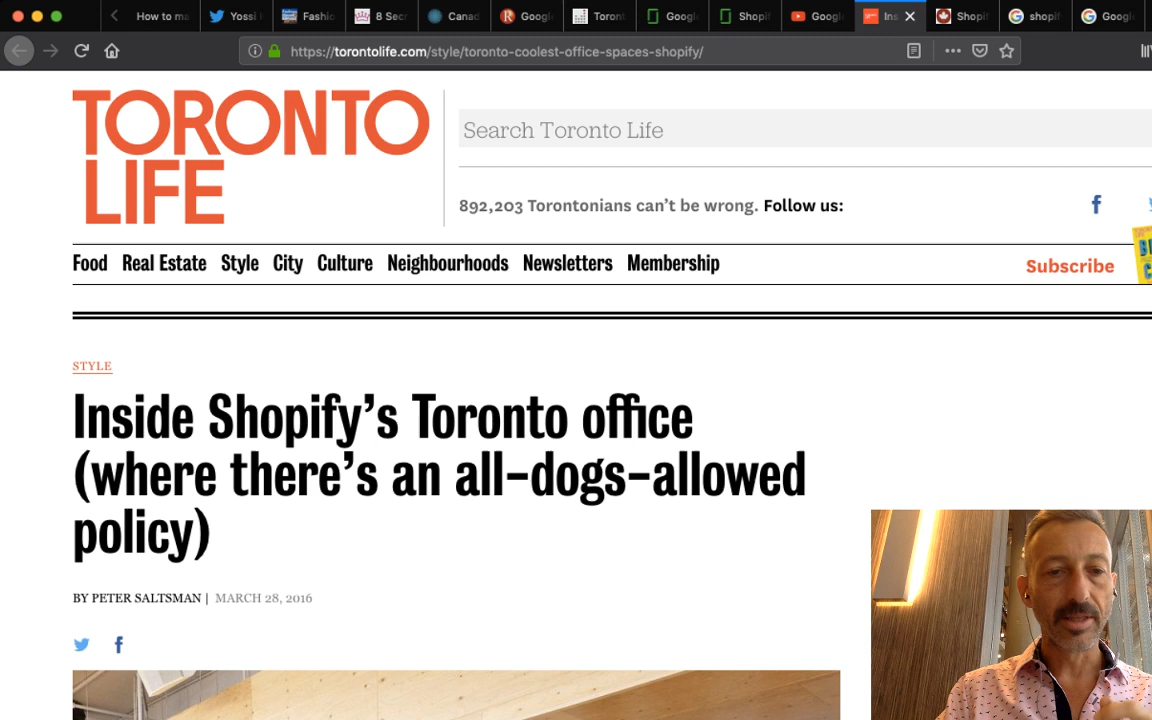 How to ma
Yossi
Fashio
8 Secr
Canad
Googl
Toront
Googl
Shopif
Googl
Ins
Shopif
shopif
Googl
https://torontolife.com/style/toronto-coolest-office-spaces-shopify/
TORONTO
LIFE
Search Toronto Life
892,203 Torontonians can't be wrong. Follow us:
Food Real Estate Style City Culture Neighbourhoods Newsletters Membership
Subscribe
STYLE
Inside Shopify's Toronto office
(where there's an all-dogs-allowed
policy)
BY PETER SALTSMAN | MARCH 28, 2016